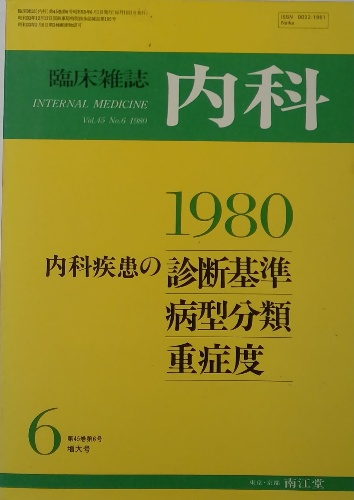 臨床雑誌
内科
INTERNAL MEDICINE
Vol.45 No.6 1980
1980
内科疾患の
診断基準
病型分類
重症度
6
第45巻第6号
増大号
東京・京都 南江堂